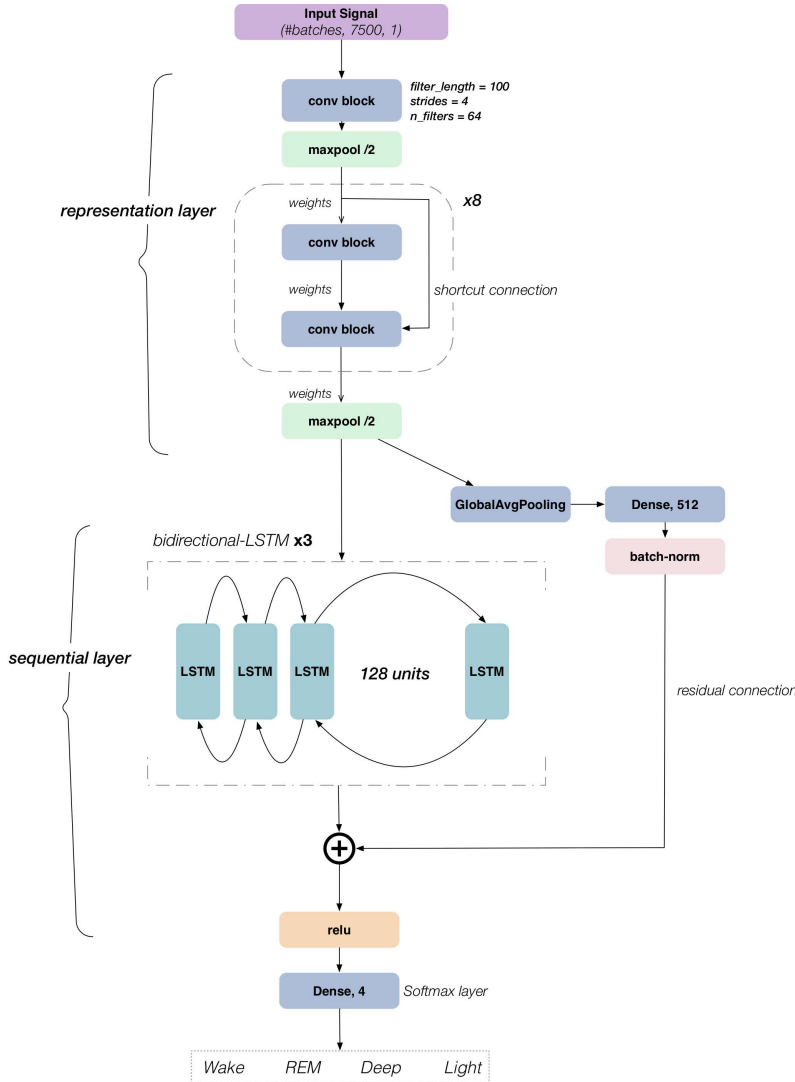 Input Signal
(#batches, 7500, 1)
conv block
filter_length = 100
strides = 4
n_filters = 64
maxpool /2
representation layer
weights
x8
conv block
weights
shortcut connection
conv block
weights
maxpool /2
GlobalAvgPooling
Dense, 512
batch-norm
bidirectional-LSTM x3
sequential layer
LSTM
LSTM
LSTM
128 units
LSTM
residual connection
+
relu
Dense, 4
Softmax layer
Wake REM Deep Light